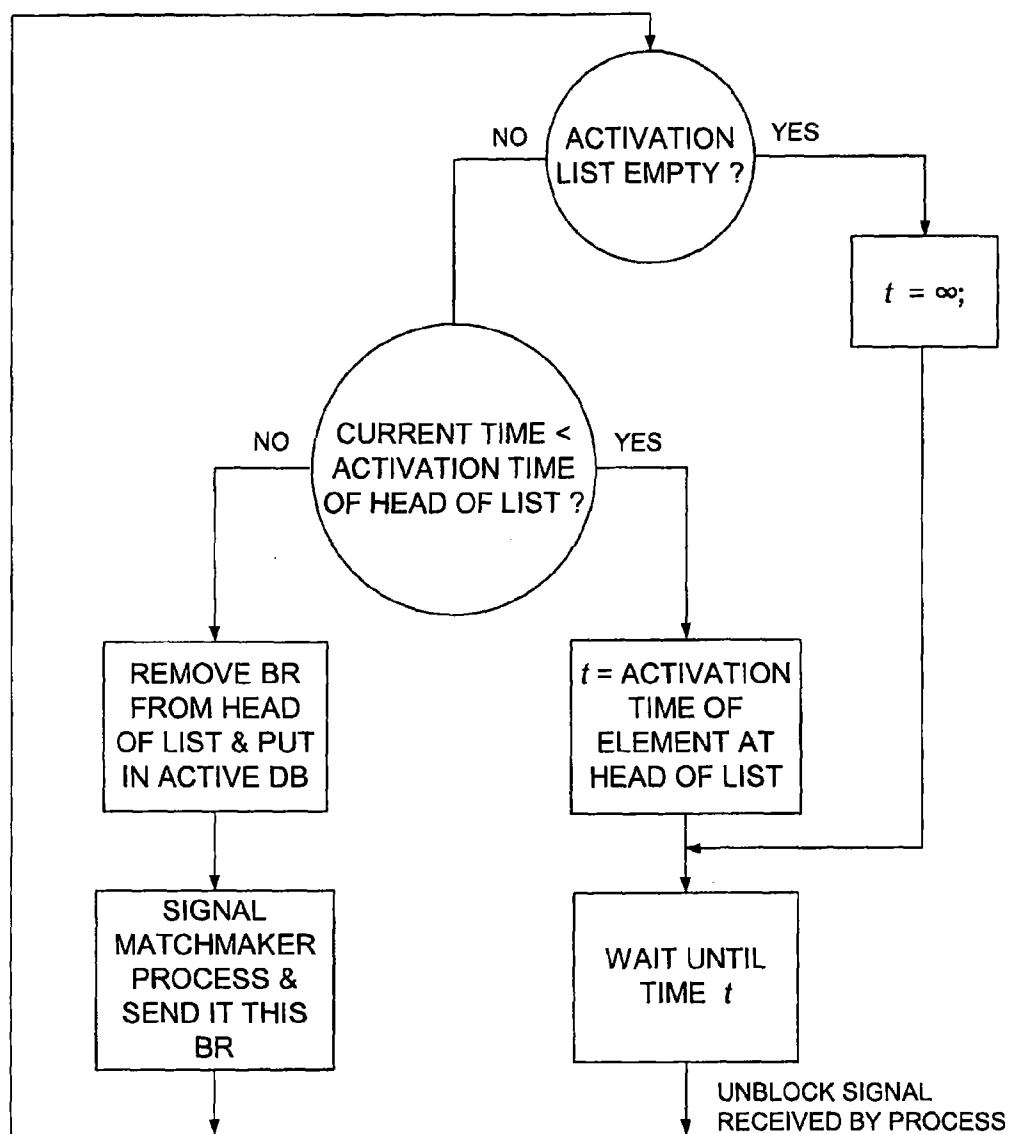 NO
ACTIVATION
LIST EMPTY ?
YES
t = ∞;
NO
CURRENT TIME <
ACTIVATION TIME
OF HEAD OF LIST ?
YES
REMOVE BR
FROM HEAD
OF LIST & PUT
IN ACTIVE DB
t = ACTIVATION
TIME OF
ELEMENT AT
HEAD OF LIST
SIGNAL
MATCHMAKER
PROCESS &
SEND IT THIS
BR
WAIT UNTIL
TIME t
UNBLOCK SIGNAL
RECEIVED BY PROCESS